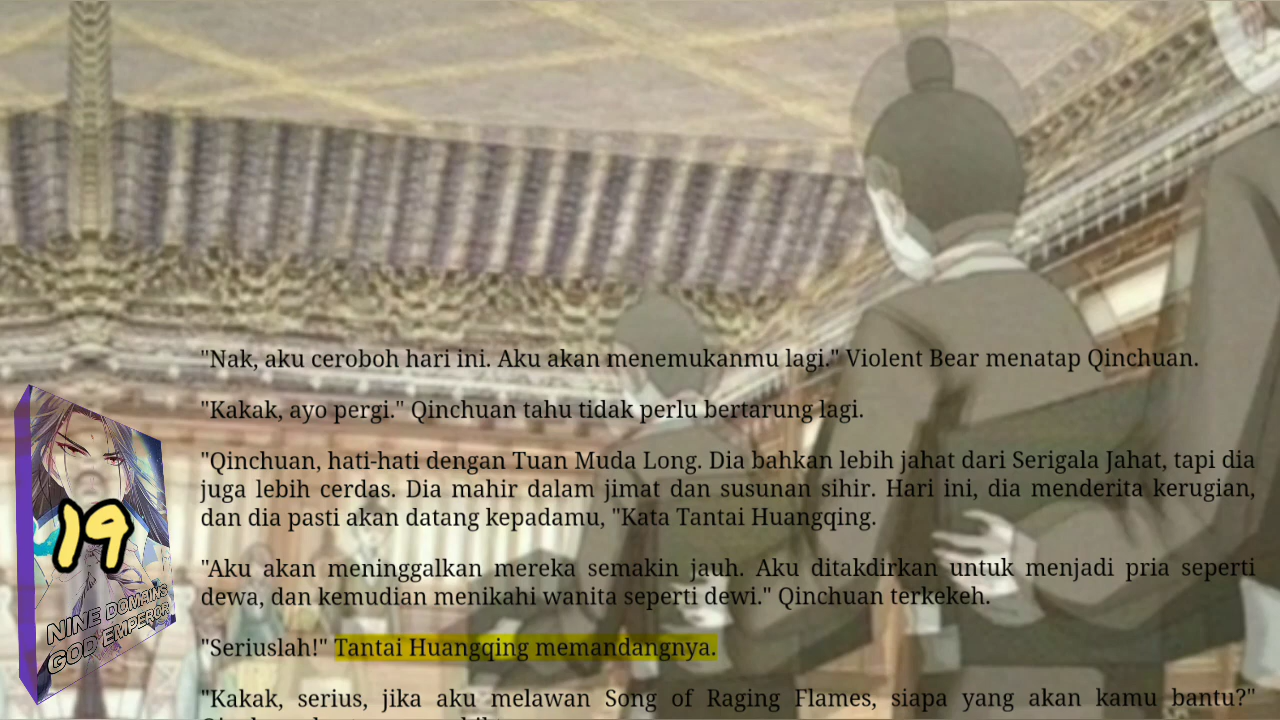 "Nak, aku ceroboh hari ini. Aku akan menemukanmu lagi." Violent Bear menatap Qinchuan.
"Kakak, ayo pergi." Qinchuan tahu tidak perlu bertarung lagi.
"Qinchuan, hati-hati dengan Tuan Muda Long. Dia bahkan lebih jahat dari Serigala Jahat, tapi dia
juga lebih cerdas. Dia mahir dalam jimat dan susunan sihir. Hari ini, dia menderita kerugian,
dan dia pasti akan datang kepadamu, "Kata Tantai Huangqing.
"Aku akan meninggalkan mereka semakin jauh. Aku ditakdirkan untuk menjadi pria seperti
dewa, dan kemudian menikahi wanita seperti dewi." Qinchuan terkekeh.
"Seriuslah!" Tantai Huangqing memandangnya.
"Kakak, serius, jika aku melawan Song of Raging Flames, siapa yang akan kamu bantu?"
19
NINE DOMAINS
GOD EMPEROR